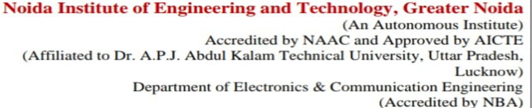 Noida Institute of Engineering and Technology, Greater Noida
(An Autonomous Institute)
Accredited by NAAC and Approved by AICTE
(Affiliated to Dr. A.P.J. Abdul Kalam Technical University, Uttar Pradesh,
Lucknow)
Department of Electronics & Communication Engineering
(Accredited by NBA)